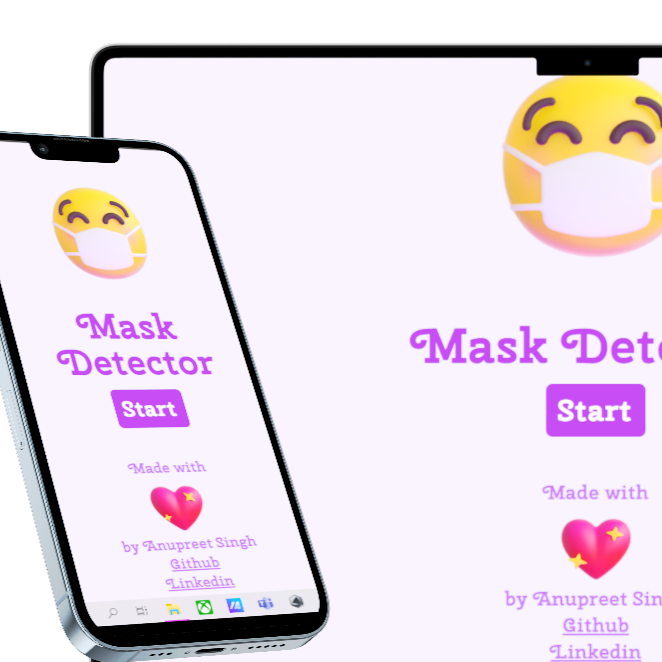 Mask
Detector
Start
Made with
by Anupreet Singh
Github
Linkedin
Mask Dete
Start
Made with
by Anupreet Sin
Github
Linkedin